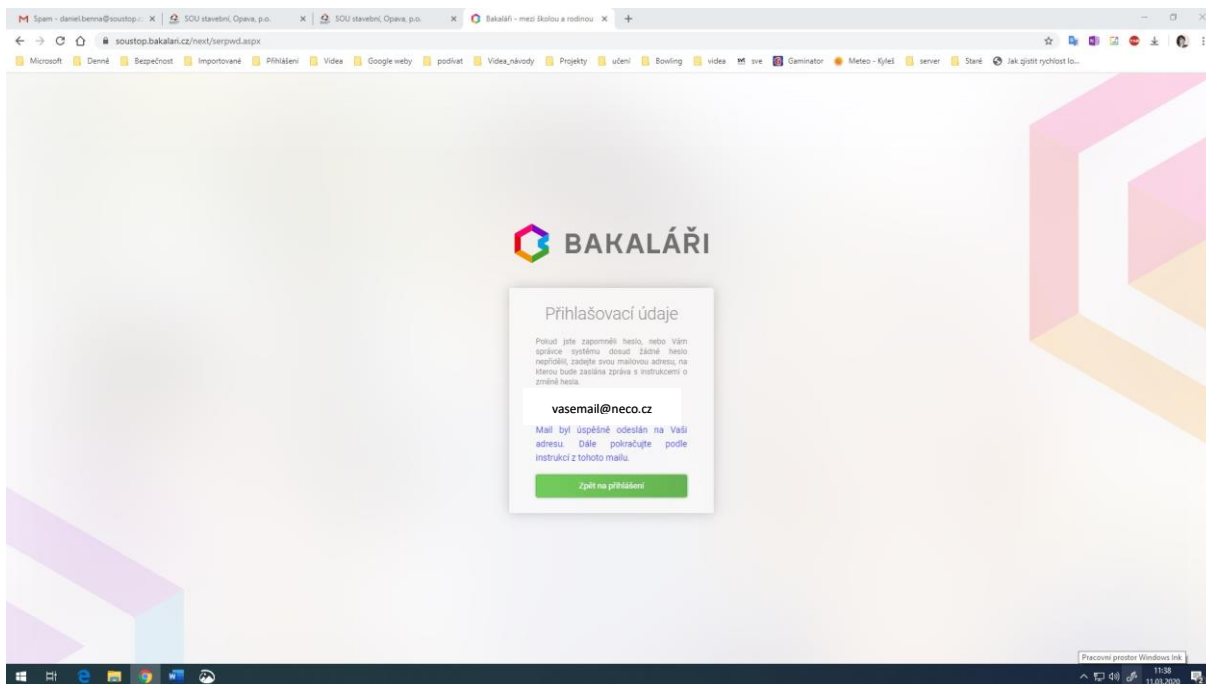 Spam - daniel.benna@soustop.c
SOU stavební, Opava, p.o.
SOU stavební, Opava, p.o.
Bakaláři - mezi školou a rodinou
soustop.bakalari.cz/next/serpwd.aspx
Microsoft
Denně
Bezpečnost
Importované
Přihlášení
Videa
Google weby
podívat
Videa_návody
Projekty
učení
Bowling
videa
sve
Gaminator
Meteo - Kyleš
server
Staré
Jak zjistit rychlost lo...
BAKALÁŘI
Přihlašovací údaje
Pokud jste zapomněli heslo, nebo Vám
správce systému dosud žádné heslo
nepřidělil, zadejte svou mailovou adresu, na
kterou bude zaslána zpráva s instrukcemi o
změně hesla.
vasemail@neco.cz
Mail byl úspěšně odeslán na Vaši
adresu. Dále pokračujte podle
instrukcí z tohoto mailu.
Zpět na přihlášení
Pracovní prostor Windows Ink
11:38
11.03.2020